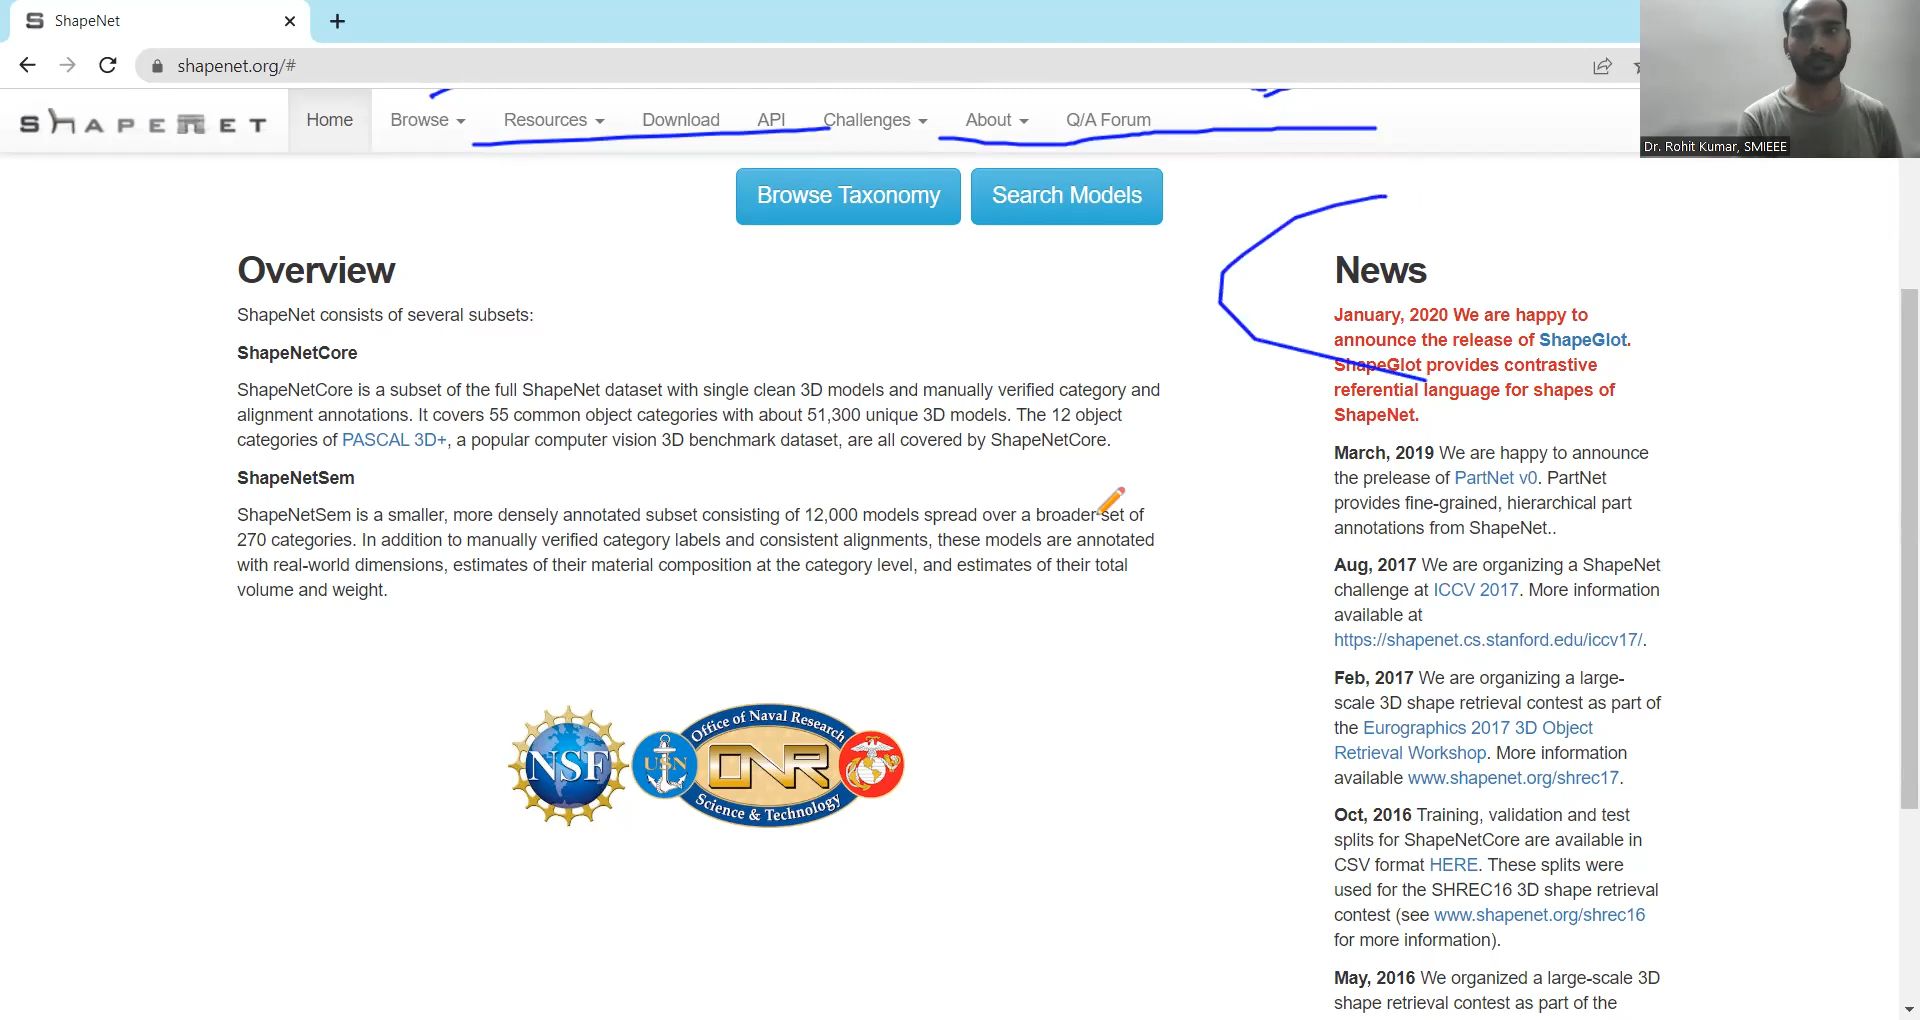 ShapeNet
shapenet.org/#
SHAPENET
Home
Browse
Resources
Download
API
Challenges
About
Q/A Forum
Dr. Rohit Kumar, SMIEEE
Browse Taxonomy
Search Models
Overview
ShapeNet consists of several subsets:
ShapeNetCore
ShapeNetCore is a subset of the full ShapeNet dataset with single clean 3D models and manually verified category and
alignment annotations. It covers 55 common object categories with about 51,300 unique 3D models. The 12 object
categories of PASCAL 3D+, a popular computer vision 3D benchmark dataset, are all covered by ShapeNetCore.
ShapeNetSem
ShapeNetSem is a smaller, more densely annotated subset consisting of 12,000 models spread over a broader set of
270 categories. In addition to manually verified category labels and consistent alignments, these models are annotated
with real-world dimensions, estimates of their material composition at the category level, and estimates of their total
volume and weight.
NSF
USN
Office of Naval Research
ONR
Science & Technology
News
January, 2020 We are happy to
announce the release of ShapeGlot.
ShapeGlot provides contrastive
referential language for shapes of
ShapeNet.
March, 2019 We are happy to announce
the prelease of PartNet v0. PartNet
provides fine-grained, hierarchical part
annotations from ShapeNet..
Aug, 2017 We are organizing a ShapeNet
challenge at ICCV 2017. More information
available at
https://shapenet.cs.stanford.edu/iccv17/.
Feb, 2017 We are organizing a large-
scale 3D shape retrieval contest as part of
the Eurographics 2017 3D Object
Retrieval Workshop. More information
available www.shapenet.org/shrec17.
Oct, 2016 Training, validation and test
splits for ShapeNetCore are available in
CSV format HERE. These splits were
used for the SHREC16 3D shape retrieval
contest (see www.shapenet.org/shrec16
for more information).
May, 2016 We organized a large-scale 3D
shape retrieval contest as part of the